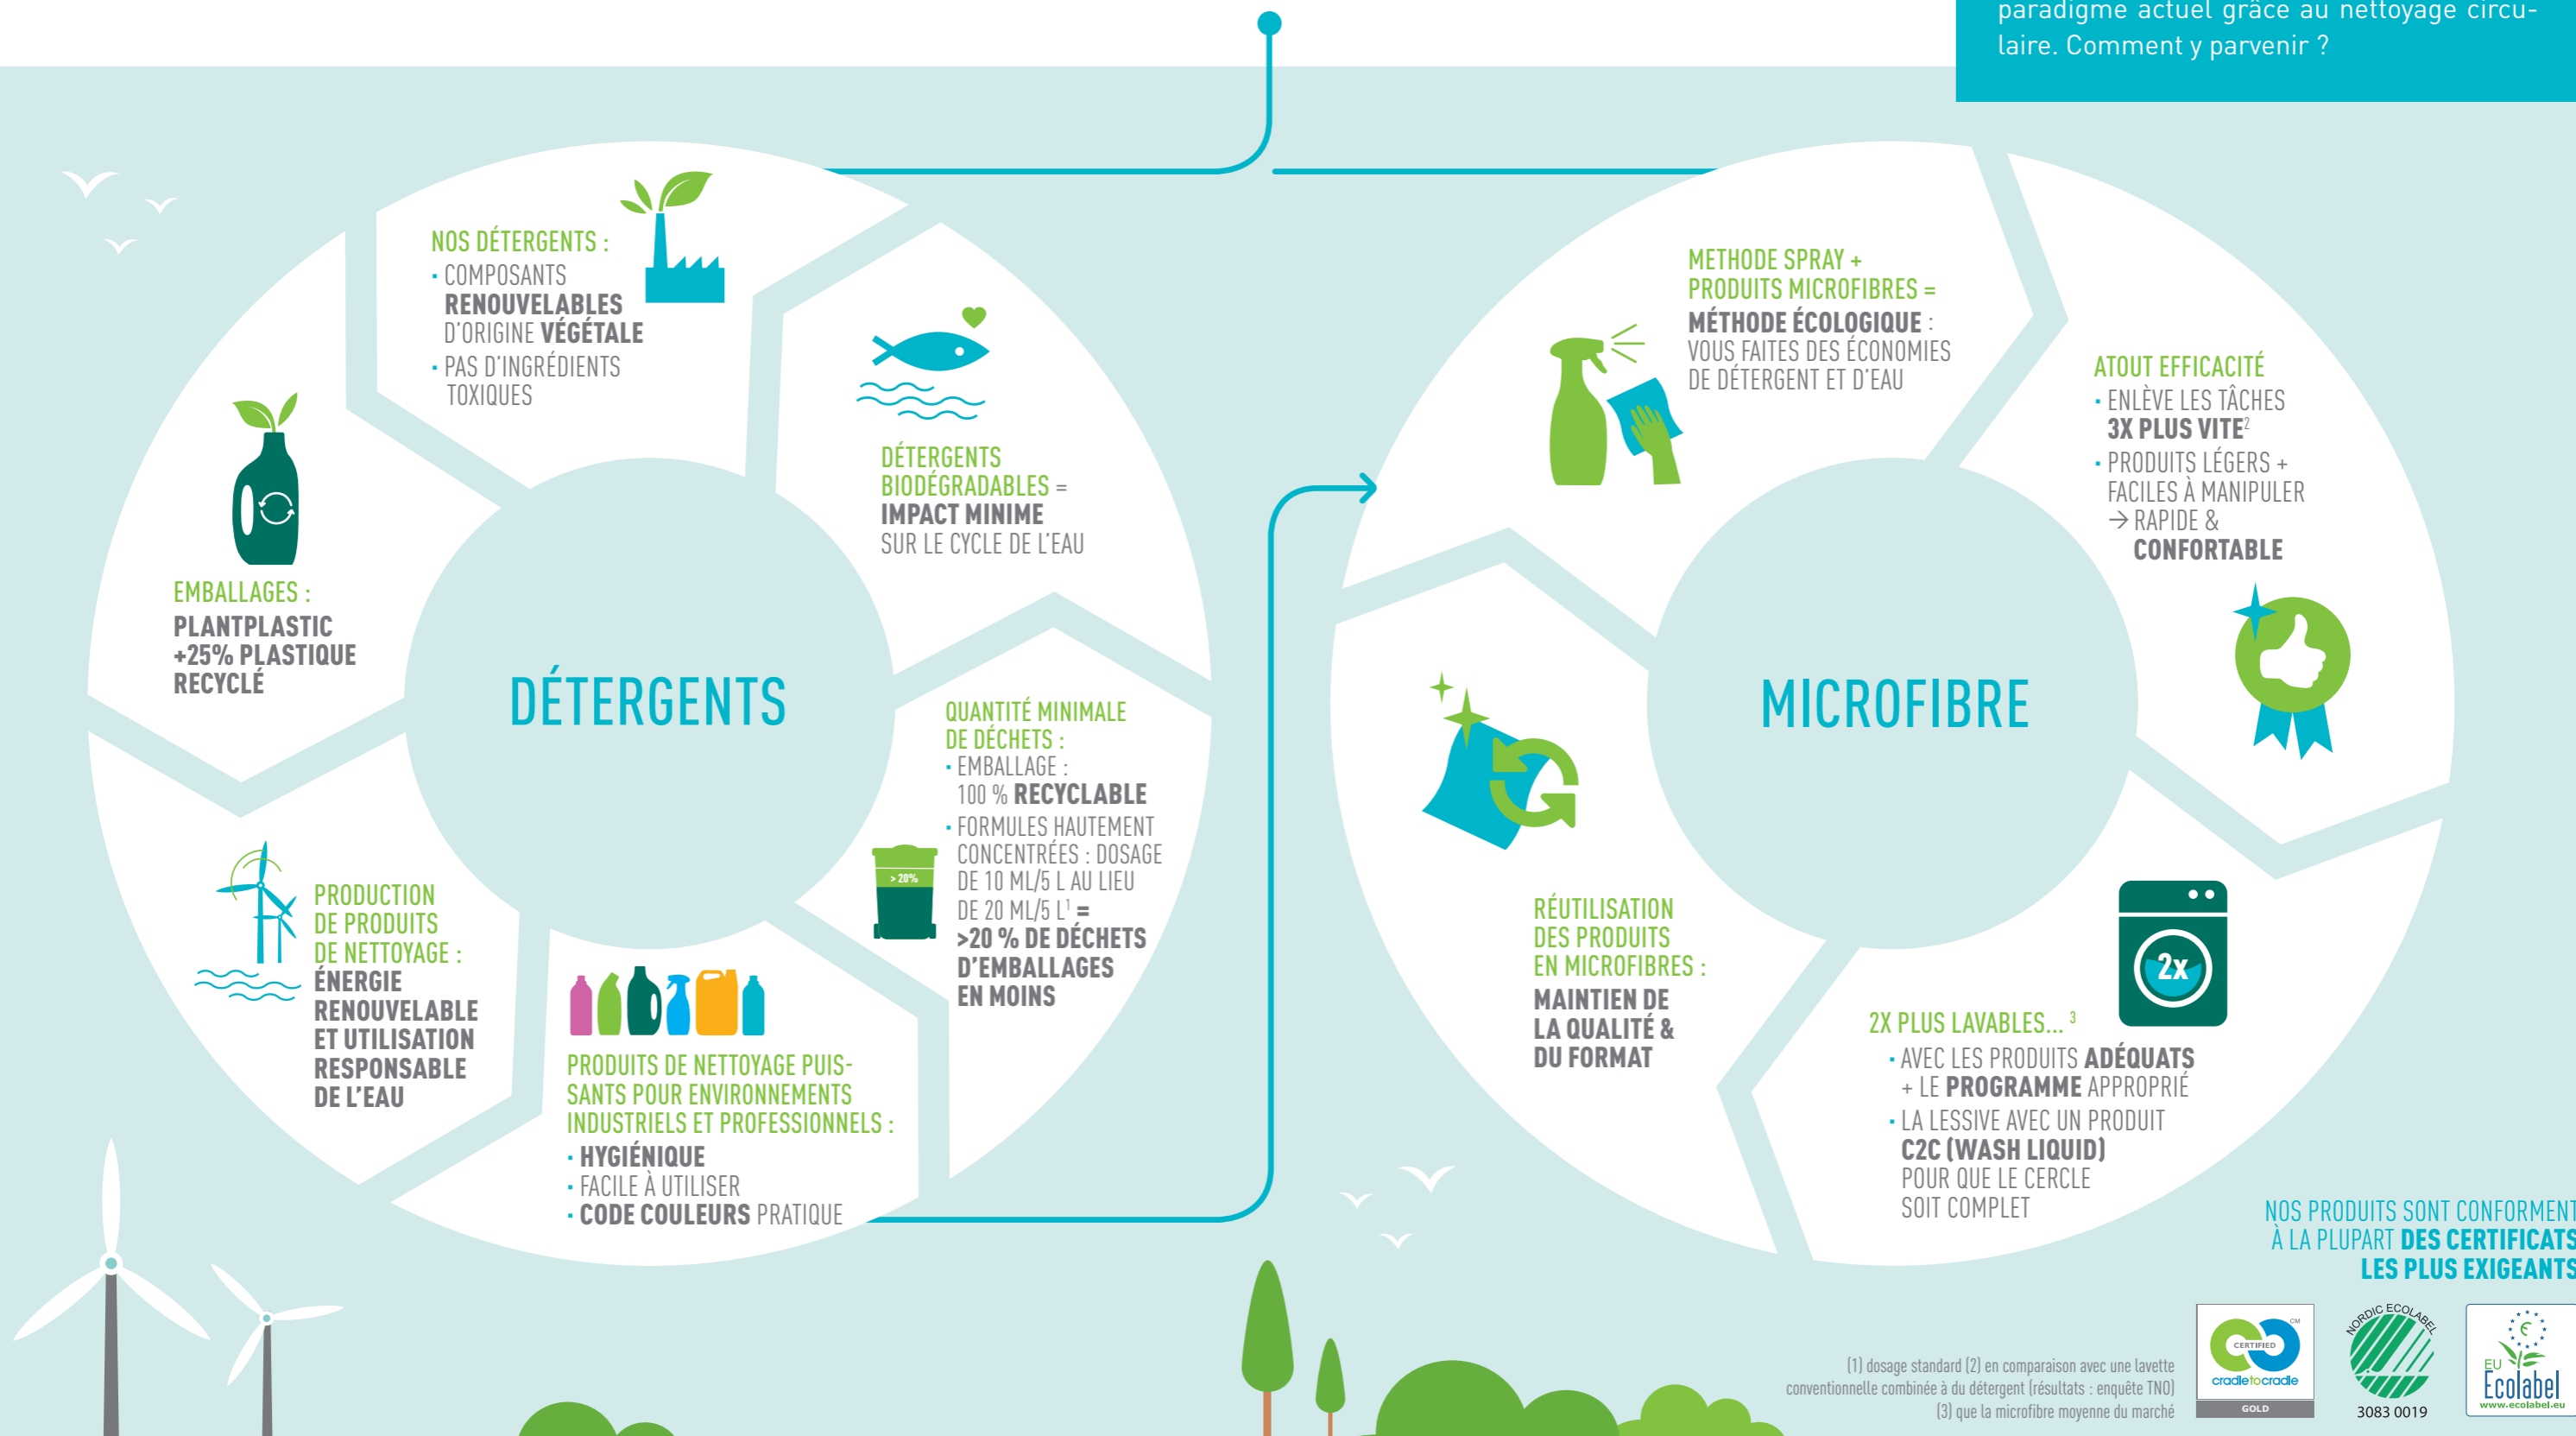 paradigme actuel grâce au nettoyage circu-
laire. Comment y parvenir ?
NOS DÉTERGENTS :
· COMPOSANTS
RENOUVELABLES
D'ORIGINE VÉGÉTALE
· PAS D'INGRÉDIENTS
TOXIQUES
DÉTERGENTS
BIODÉGRADABLES =
IMPACT MINIME
SUR LE CYCLE DE L'EAU
QUANTITÉ MINIMALE
DE DÉCHETS :
· EMBALLAGE :
100 % RECYCLABLE
· FORMULES HAUTEMENT
CONCENTRÉES : DOSAGE
DE 10 ML/5 L AU LIEU
DE 20 ML/5 L¹ =
>20 % DE DÉCHETS
D'EMBALLAGES
EN MOINS
> 20%
PRODUITS DE NETTOYAGE PUIS-
SANTS POUR ENVIRONNEMENTS
INDUSTRIELS ET PROFESSIONNELS :
· HYGIÉNIQUE
· FACILE À UTILISER
· CODE COULEURS PRATIQUE
PRODUCTION
DE PRODUITS
DE NETTOYAGE :
ÉNERGIE
RENOUVELABLE
ET UTILISATION
RESPONSABLE
DE L'EAU
EMBALLAGES :
PLANTPLASTIC
+25% PLASTIQUE
RECYCLÉ
DÉTERGENTS
METHODE SPRAY +
PRODUITS MICROFIBRES =
MÉTHODE ÉCOLOGIQUE :
VOUS FAITES DES ÉCONOMIES
DE DÉTERGENT ET D'EAU
ATOUT EFFICACITÉ
· ENLÈVE LES TÂCHES
3X PLUS VITE²
· PRODUITS LÉGERS +
FACILES À MANIPULER
→ RAPIDE &
CONFORTABLE
2x
2X PLUS LAVABLES... ³
· AVEC LES PRODUITS ADÉQUATS
+ LE PROGRAMME APPROPRIÉ
· LA LESSIVE AVEC UN PRODUIT
C2C (WASH LIQUID)
POUR QUE LE CERCLE
SOIT COMPLET
RÉUTILISATION
DES PRODUITS
EN MICROFIBRES :
MAINTIEN DE
LA QUALITÉ &
DU FORMAT
MICROFIBRE
NOS PRODUITS SONT CONFORMENT
À LA PLUPART DES CERTIFICATS
LES PLUS EXIGEANTS
(1) dosage standard (2) en comparaison avec une lavette
conventionnelle combinée à du détergent (résultats : enquête TNO)
(3) que la microfibre moyenne du marché
CM
CERTIFIED
cradletocradle
GOLD
NORDIC ECOLABEL
3083 0019
EU
Ecolabel
www.ecolabel.eu